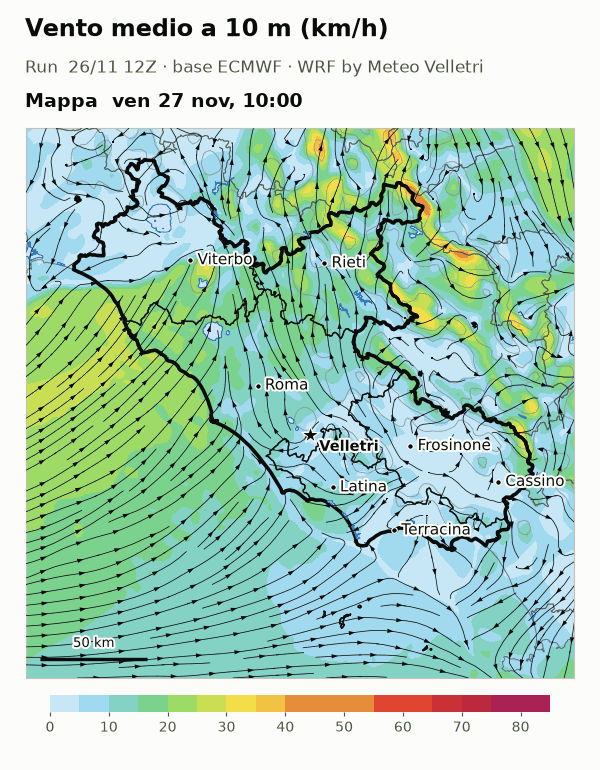 Vento medio a 10 m (km/h)
Run 26/11 12Z · base ECMWF · WRF by Meteo Velletri
Mappa ven 27 nov, 10:00
Viterbo
Rieti
Roma
Velletri
Frosinone
Cassino
Latina
Terracina
50 km
0 10 20 30 40 50 60 70 80